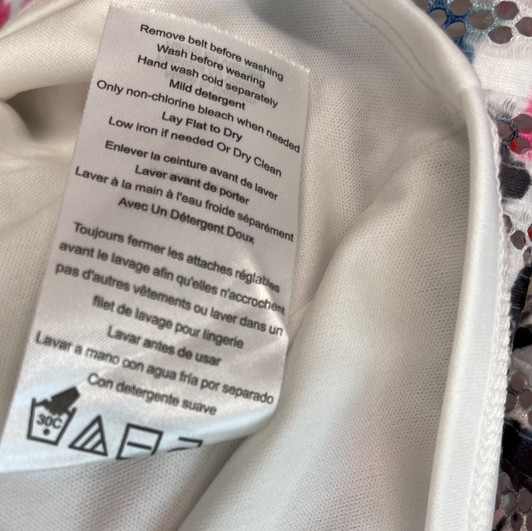 Remove belt before washing
Wash before wearing
Hand wash cold separately
Mild detergent
Only non-chlorine bleach when needed
Lay Flat to Dry
Low Iron if needed Or Dry Clean
Enlever la ceinture avant de laver
Laver avant de porter
Laver à la main à l'eau froide séparément
Avec Un Détergent Doux
Toujours fermer les attaches réglables
avant le lavage afin qu'elles n'accrochent
pas d'autres vêtements ou laver dans un
filet de lavage pour lingerie
Lavar antes de usar
Lavar a mano con agua fría por separado
Con detergente suave
30C